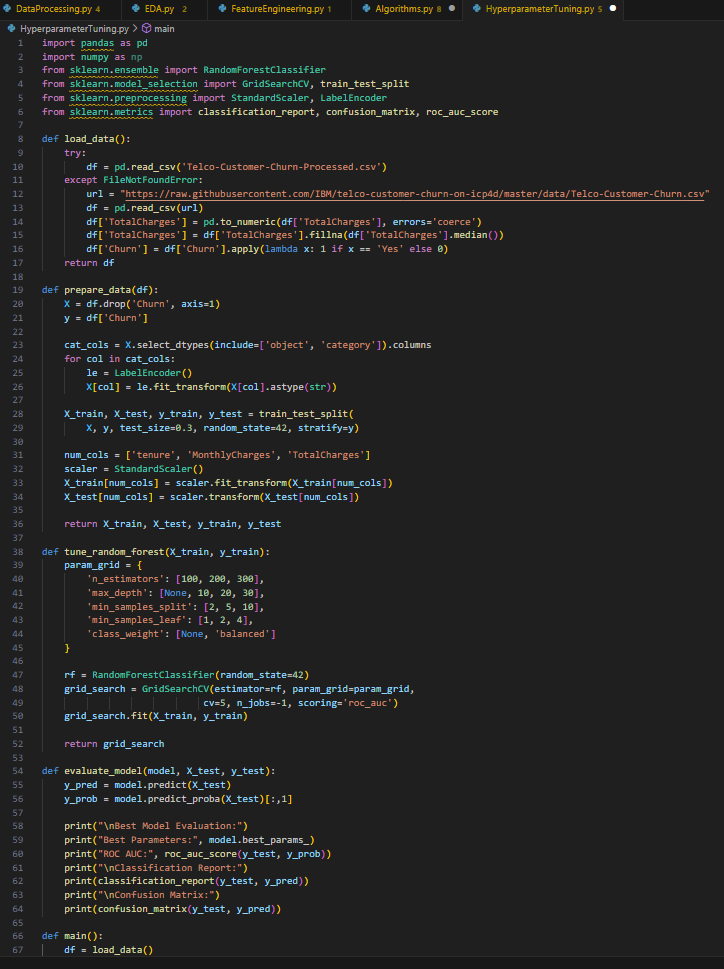 DataProcessing.py 4 EDA.py 2 FeatureEngineering.py 1 Algorithms.py 8 HyperparameterTuning.py 5
HyperparameterTuning.py > main
1 import pandas as pd
2 import numpy as np
3 from sklearn.ensemble import RandomForestClassifier
4 from sklearn.model_selection import GridSearchCV, train_test_split
5 from sklearn.preprocessing import StandardScaler, LabelEncoder
6 from sklearn.metrics import classification_report, confusion_matrix, roc_auc_score
7
8 def load_data():
9     try:
10         df = pd.read_csv('Telco-Customer-Churn-Processed.csv')
11     except FileNotFoundError:
12         url = "https://raw.githubusercontent.com/IBM/telco-customer-churn-on-icp4d/master/data/Telco-Customer-Churn.csv"
13         df = pd.read_csv(url)
14         df['TotalCharges'] = pd.to_numeric(df['TotalCharges'], errors='coerce')
15         df['TotalCharges'] = df['TotalCharges'].fillna(df['TotalCharges'].median())
16         df['Churn'] = df['Churn'].apply(lambda x: 1 if x == 'Yes' else 0)
17     return df
18
19 def prepare_data(df):
20     X = df.drop('Churn', axis=1)
21     y = df['Churn']
22
23     cat_cols = X.select_dtypes(include=['object', 'category']).columns
24     for col in cat_cols:
25         le = LabelEncoder()
26         X[col] = le.fit_transform(X[col].astype(str))
27
28     X_train, X_test, y_train, y_test = train_test_split(
29         X, y, test_size=0.3, random_state=42, stratify=y)
30
31     num_cols = ['tenure', 'MonthlyCharges', 'TotalCharges']
32     scaler = StandardScaler()
33     X_train[num_cols] = scaler.fit_transform(X_train[num_cols])
34     X_test[num_cols] = scaler.transform(X_test[num_cols])
35
36     return X_train, X_test, y_train, y_test
37
38 def tune_random_forest(X_train, y_train):
39     param_grid = {
40         'n_estimators': [100, 200, 300],
41         'max_depth': [None, 10, 20, 30],
42         'min_samples_split': [2, 5, 10],
43         'min_samples_leaf': [1, 2, 4],
44         'class_weight': [None, 'balanced']
45     }
46
47     rf = RandomForestClassifier(random_state=42)
48     grid_search = GridSearchCV(estimator=rf, param_grid=param_grid,
49                             cv=5, n_jobs=-1, scoring='roc_auc')
50     grid_search.fit(X_train, y_train)
51
52     return grid_search
53
54 def evaluate_model(model, X_test, y_test):
55     y_pred = model.predict(X_test)
56     y_prob = model.predict_proba(X_test)[:,1]
57
58     print("\nBest Model Evaluation:")
59     print("Best Parameters:", model.best_params_)
60     print("ROC AUC:", roc_auc_score(y_test, y_prob))
61     print("\nClassification Report:")
62     print(classification_report(y_test, y_pred))
63     print("\nConfusion Matrix:")
64     print(confusion_matrix(y_test, y_pred))
65
66 def main():
67     df = load_data()